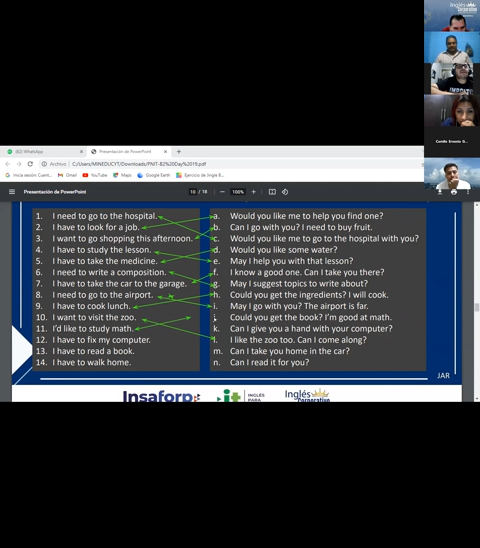 Inglés
Corporativo
(02) WhatsApp
Presentación de PowerPoint
Archivo
C:/Users/MINEDUCYT/Downloads/PNIT-B2%20Day%2019.pdf
Gmail
YouTube
Maps
Google Earth
Presentación de PowerPoint
10 / 18
100%
1. I need to go to the hospital.
2. I have to look for a job.
3. I want to go shopping this afternoon.
4. I have to study the lesson.
5. I have to take the medicine.
6. I need to write a composition.
7. I have to take the car to the garage.
8. I need to go to the airport.
9. I have to cook lunch.
10. I want to visit the zoo.
11. I'd like to study math.
12. I have to fix my computer.
13. I have to read a book.
14. I have to walk home.
a. Would you like me to help you find one?
b. Can I go with you? I need to buy fruit.
c. Would you like me to go to the hospital with you?
d. Would you like some water?
e. May I help you with that lesson?
f. I know a good one. Can I take you there?
g. May I suggest topics to write about?
h. Could you get the ingredients? I will cook.
i. May I go with you? The airport is far.
j. Could you get the book? I'm good at math.
k. Can I give you a hand with your computer?
l. I like the zoo too. Can I come along?
m. Can I take you home in the car?
n. Can I read it for you?
JAR
Insaforp
it+
INGLÉS
PARA
Inglés
Corporativo